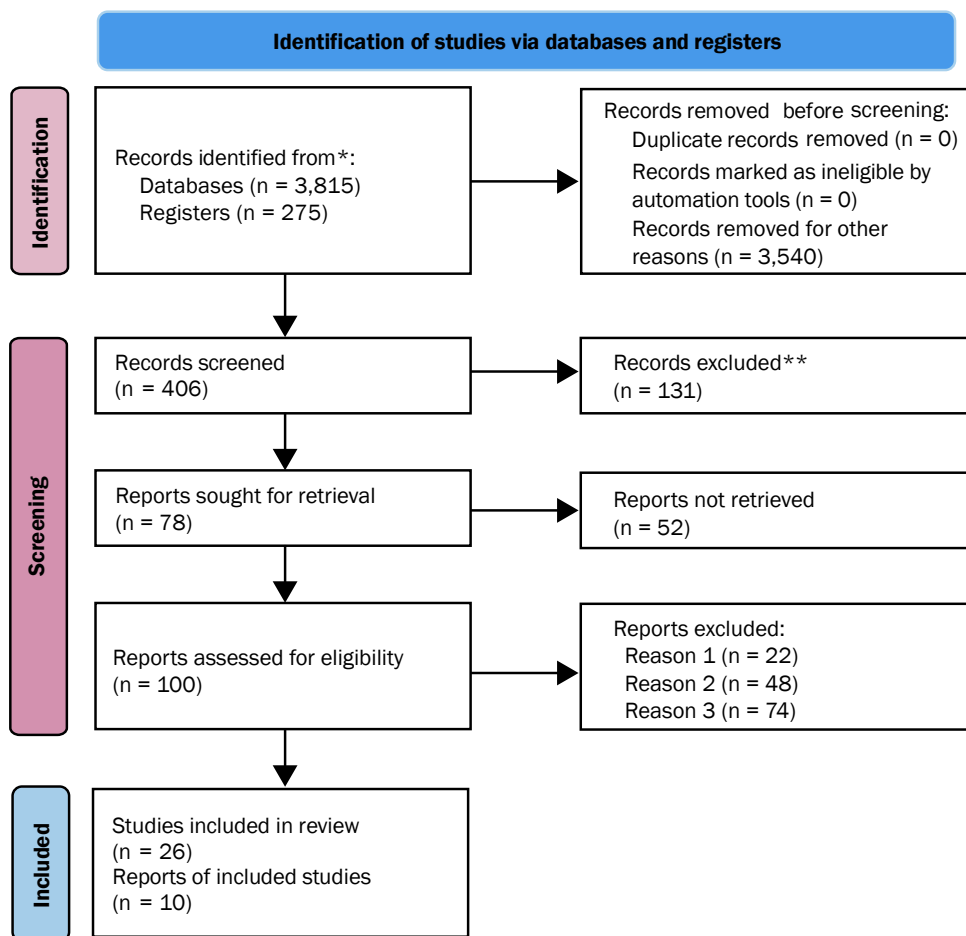 Identification of studies via databases and registers
Identification
Records identified from*:
Databases (n = 3,815)
Registers (n = 275)
Records removed before screening:
Duplicate records removed (n = 0)
Records marked as ineligible by
automation tools (n = 0)
Records removed for other
reasons (n = 3,540)
Screening
Records screened
(n = 406)
Records excluded**
(n = 131)
Reports sought for retrieval
(n = 78)
Reports not retrieved
(n = 52)
Reports assessed for eligibility
(n = 100)
Reports excluded:
Reason 1 (n = 22)
Reason 2 (n = 48)
Reason 3 (n = 74)
Included
Studies included in review
(n = 26)
Reports of included studies
(n = 10)